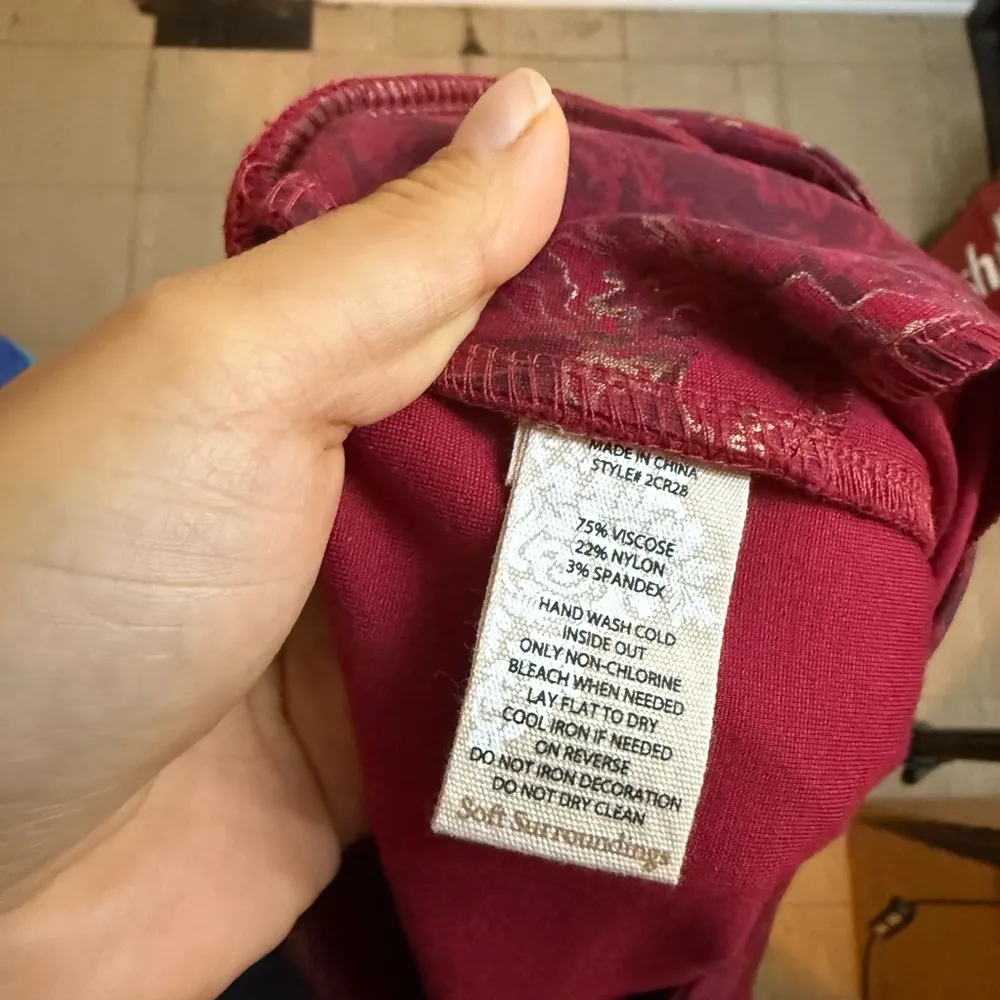 MADE IN CHINA
STYLE# 2CR28
75% VISCOSE
22% NYLON
3% SPANDEX
HAND WASH COLD
INSIDE OUT
ONLY NON-CHLORINE
BLEACH WHEN NEEDED
LAY FLAT TO DRY
COOL IRON IF NEEDED
ON REVERSE
DO NOT IRON DECORATION
DO NOT DRY CLEAN
Soft Surroundings